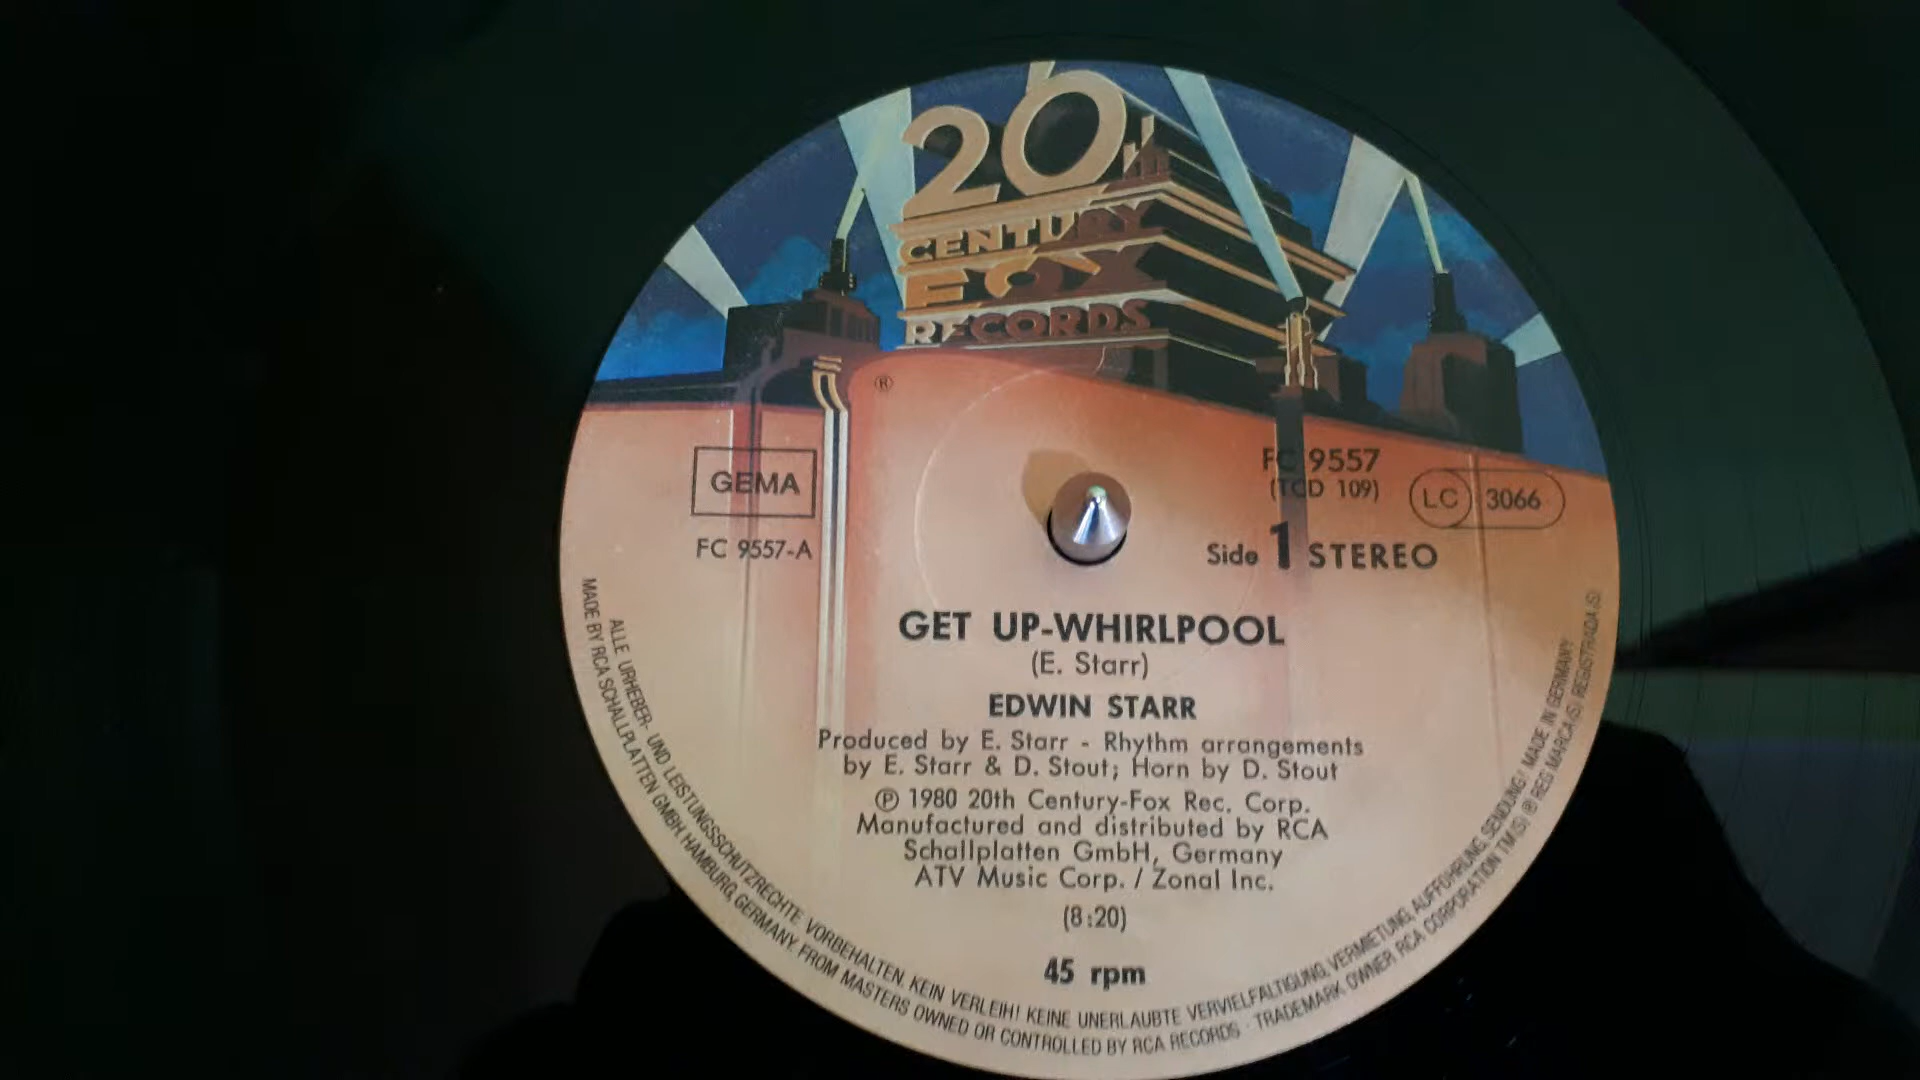 20th
CENTURY
FOX
RECORDS
®
GEMA
FC 9557-A
FC 9557
(TCD 109)
LC 3066
Side 1 STEREO
GET UP-WHIRLPOOL
(E. Starr)
EDWIN STARR
Produced by E. Starr - Rhythm arrangements
by E. Starr & D. Stout; Horn by D. Stout
℗ 1980 20th Century-Fox Rec. Corp.
Manufactured and distributed by RCA
Schallplatten GmbH, Germany
ATV Music Corp. / Zonal Inc.
(8:20)
45 rpm
ALLE URHEBER- UND LEISTUNGSSCHUTZRECHTE VORBEHALTEN. KEIN VERLEIH! KEINE UNERLAUBTE VERVIELFÄLTIGUNG, VERMIETUNG, AUFFÜHRUNG, SENDUNG! MADE IN GERMANY
MADE BY RCA SCHALLPLATTEN GMBH, HAMBURG, GERMANY. FROM MASTERS OWNED OR CONTROLLED BY RCA RECORDS · TRADEMARK OWNER RCA CORPORATION TM(S) ® REG MARCA(S) REGISTRADA(S)